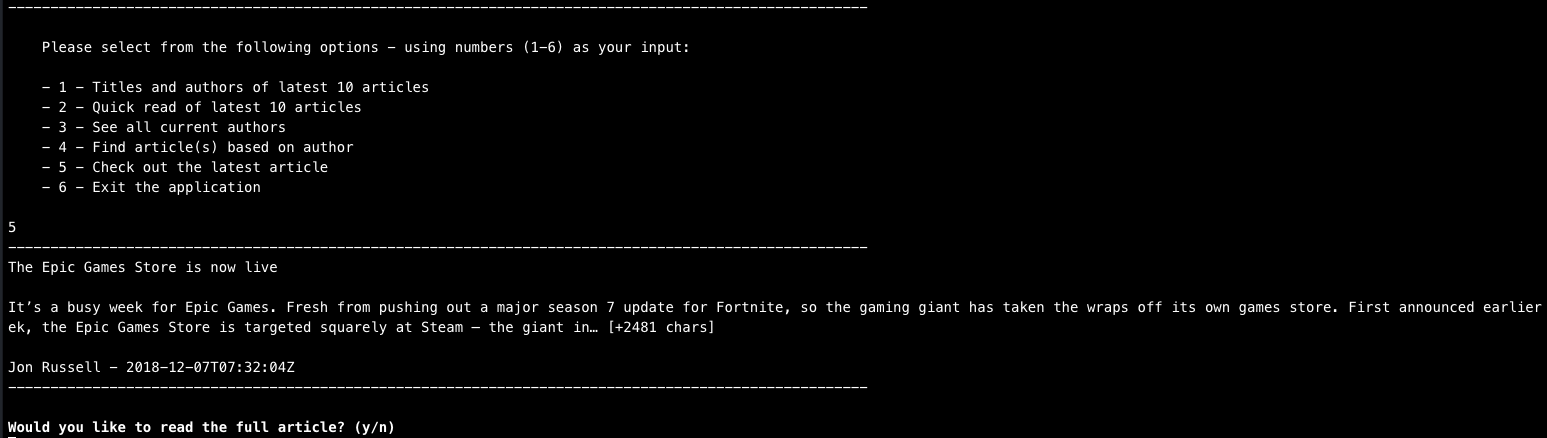 Please select from the following options – using numbers (1–6) as your input:
– 1 – Titles and authors of latest 10 articles
– 2 – Quick read of latest 10 articles
– 3 – See all current authors
– 4 – Find article(s) based on author
– 5 – Check out the latest article
– 6 – Exit the application
5
The Epic Games Store is now live
It’s a busy week for Epic Games. Fresh from pushing out a major season 7 update for Fortnite, so the gaming giant has taken the wraps off its own games store. First announced earlier
ek, the Epic Games Store is targeted squarely at Steam — the giant in… [+2481 chars]
Jon Russell – 2018–12–07T07:32:04Z
Would you like to read the full article? (y/n)